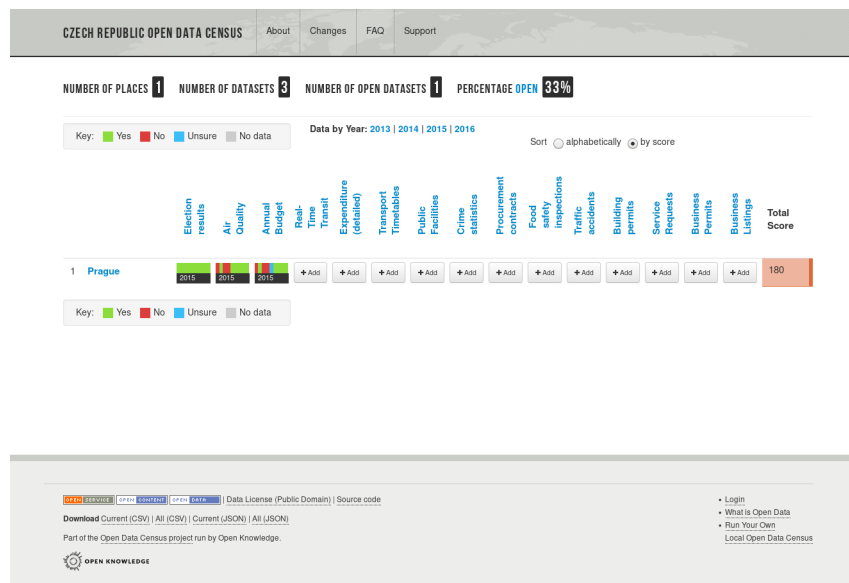 CZECH REPUBLIC OPEN DATA CENSUS About Changes FAQ Support
NUMBER OF PLACES 1 NUMBER OF DATASETS 3 NUMBER OF OPEN DATASETS 1 PERCENTAGE OPEN 33%
Key: Yes No Unsure No data
Data by Year: 2013 | 2014 | 2015 | 2016
Sort alphabetically by score
Election results
Air Quality
Annual Budget
Real-Time Transit
Expenditure (detailed)
Transport Timetables
Public Facilities
Crime statistics
Procurement contracts
Food safety inspections
Traffic accidents
Building permits
Service Requests
Business Permits
Business Listings
Total Score
1 Prague 2015 2015 2015 + Add + Add + Add + Add + Add + Add + Add + Add + Add + Add + Add + Add 180
Key: Yes No Unsure No data
OPEN SERVICE OPEN CONTENT OPEN DATA | Data License (Public Domain) | Source code
Download Current (CSV) | All (CSV) | Current (JSON) | All (JSON)
Part of the Open Data Census project run by Open Knowledge.
OPEN KNOWLEDGE
• Login
• What is Open Data
• Run Your Own
Local Open Data Census